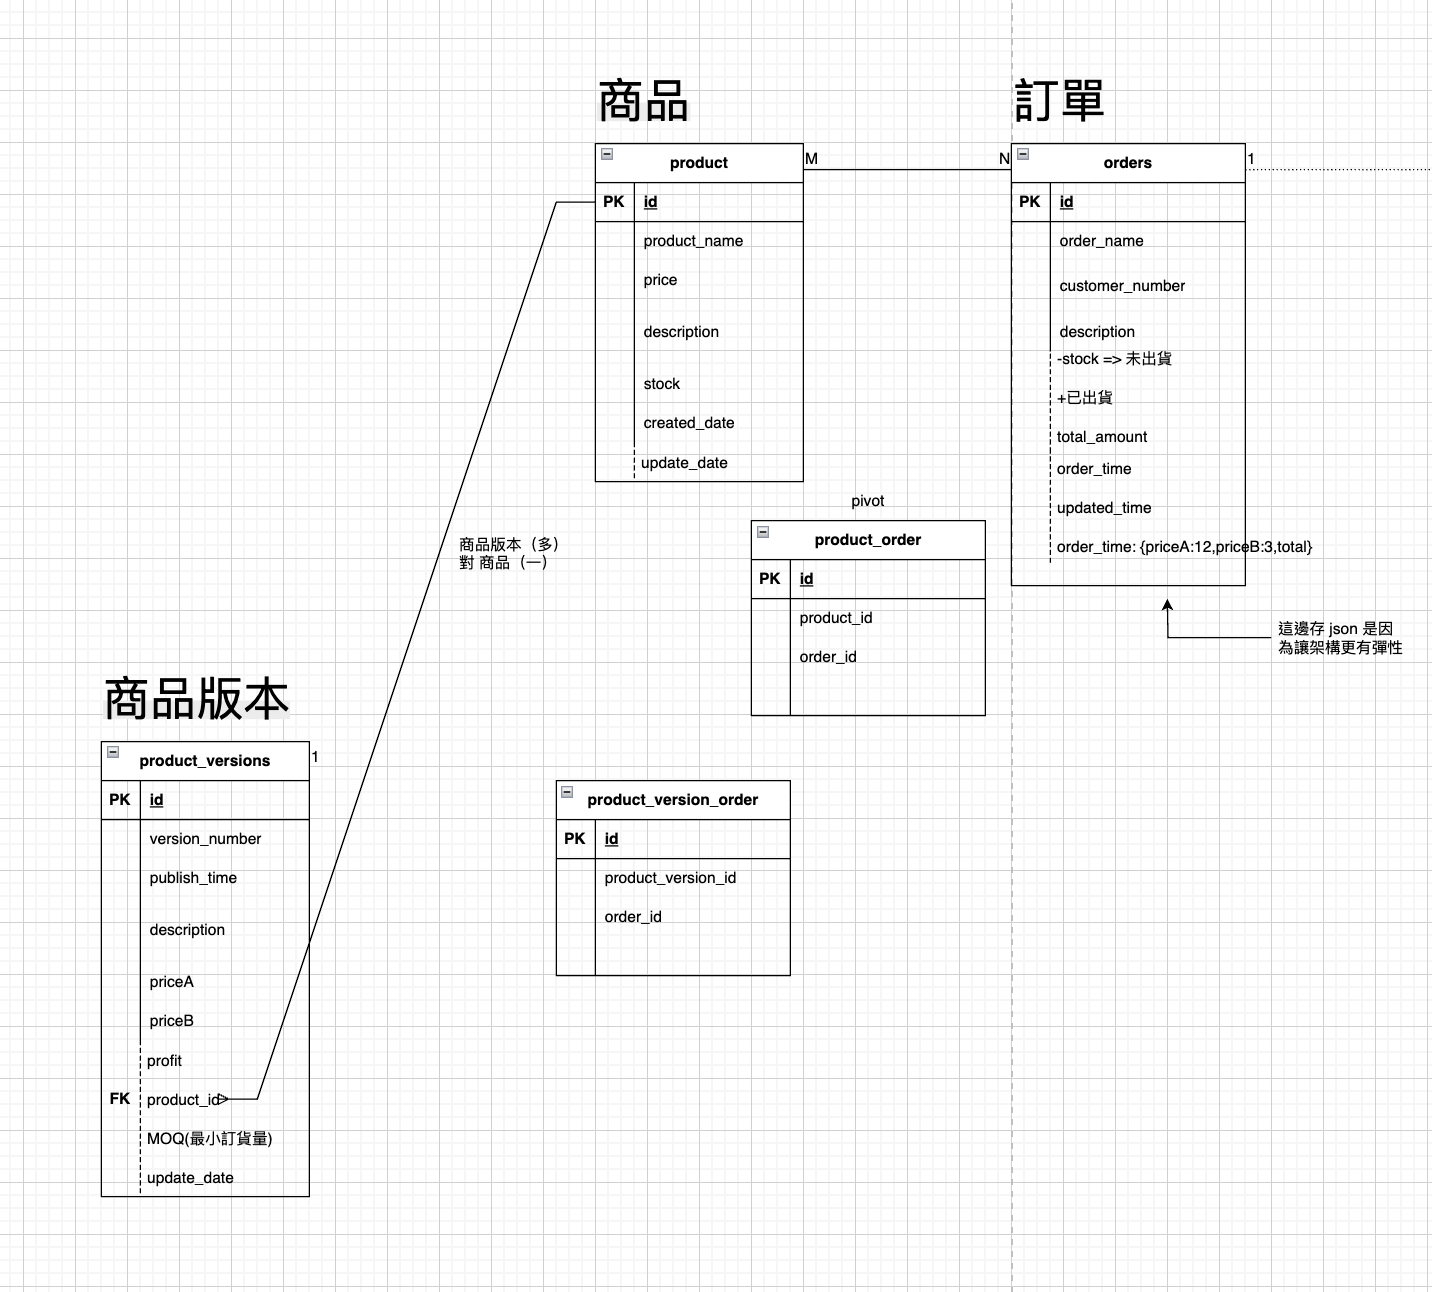 商品
product
M
PK
id
product_name
price
description
stock
created_date
update_date
訂單
N
orders
1
PK
id
order_name
customer_number
description
-stock => 未出貨
+已出貨
total_amount
order_time
updated_time
order_time: {priceA:12,priceB:3,total}
這邊存 json 是因
為讓架構更有彈性
pivot
product_order
PK
id
product_id
order_id
商品版本（多）
對 商品（一）
商品版本
product_versions
1
PK
id
version_number
publish_time
description
priceA
priceB
profit
FK
product_id
MOQ(最小訂貨量)
update_date
product_version_order
PK
id
product_version_id
order_id